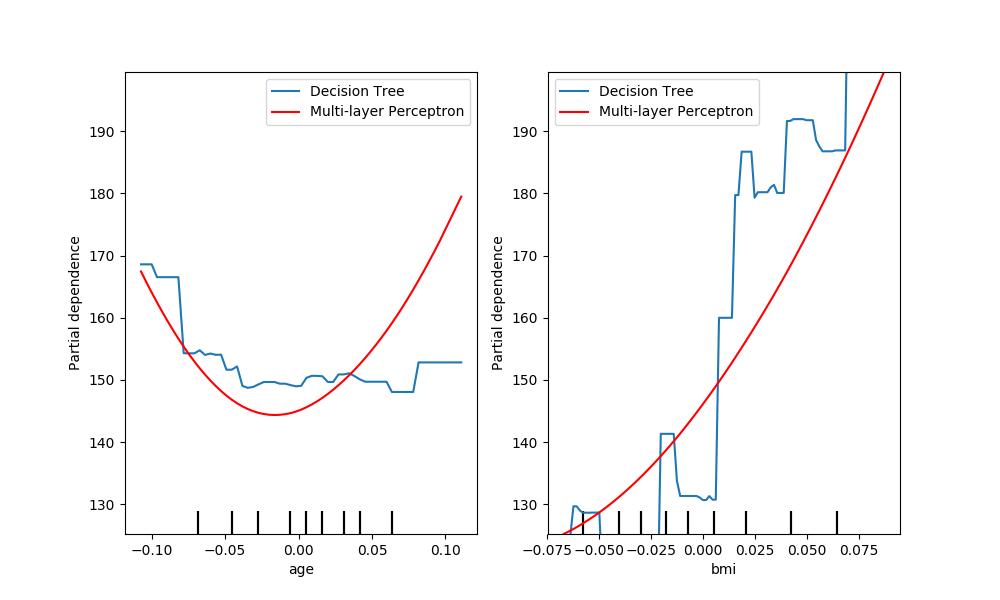 Decision Tree
Multi-layer Perceptron
Partial dependence
190
180
170
160
150
140
130
−0.10 −0.05 0.00 0.05 0.10
age
Decision Tree
Multi-layer Perceptron
Partial dependence
190
180
170
160
150
140
130
−0.075 −0.050 −0.025 0.000 0.025 0.050 0.075
bmi